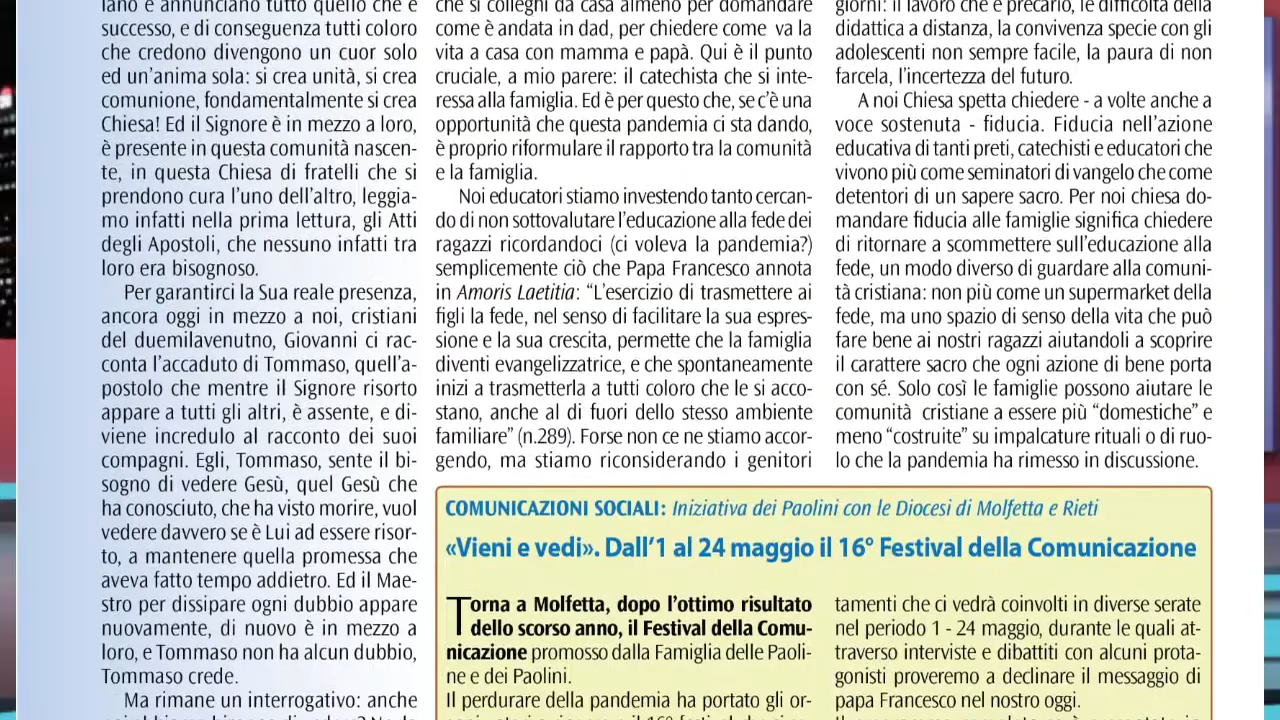 lano e annunciano tutto quello che è
successo, e di conseguenza tutti coloro
che credono divengono un cuor solo
ed un'anima sola: si crea unità, si crea
comunione, fondamentalmente si crea
Chiesa! Ed il Signore è in mezzo a loro,
è presente in questa comunità nascen-
te, in questa Chiesa di fratelli che si
prendono cura l'uno dell'altro, leggia-
mo infatti nella prima lettura, gli Atti
degli Apostoli, che nessuno infatti tra
loro era bisognoso.
Per garantirci la Sua reale presenza,
ancora oggi in mezzo a noi, cristiani
del duemilavenutno, Giovanni ci rac-
conta l'accaduto di Tommaso, quell'a-
postolo che mentre il Signore risorto
appare a tutti gli altri, è assente, e di-
viene incredulo al racconto dei suoi
compagni. Egli, Tommaso, sente il bi-
sogno di vedere Gesù, quel Gesù che
ha conosciuto, che ha visto morire, vuol
vedere davvero se è Lui ad essere risor-
to, a mantenere quella promessa che
aveva fatto tempo addietro. Ed il Mae-
stro per dissipare ogni dubbio appare
nuovamente, di nuovo è in mezzo a
loro, e Tommaso non ha alcun dubbio,
Tommaso crede.
Ma rimane un interrogativo: anche
che si colleghi da casa almeno per domandare
come è andata in dad, per chiedere come va la
vita a casa con mamma e papà. Qui è il punto
cruciale, a mio parere: il catechista che si inte-
ressa alla famiglia. Ed è per questo che, se c'è una
opportunità che questa pandemia ci sta dando,
è proprio riformulare il rapporto tra la comunità
e la famiglia.
Noi educatori stiamo investendo tanto cercan-
do di non sottovalutare l'educazione alla fede dei
ragazzi ricordandoci (ci voleva la pandemia?)
semplicemente ciò che Papa Francesco annota
in Amoris Laetitia: “L'esercizio di trasmettere ai
figli la fede, nel senso di facilitare la sua espres-
sione e la sua crescita, permette che la famiglia
diventi evangelizzatrice, e che spontaneamente
inizi a trasmetterla a tutti coloro che le si acco-
stano, anche al di fuori dello stesso ambiente
familiare” (n.289). Forse non ce ne stiamo accor-
gendo, ma stiamo riconsiderando i genitori
giorni: il lavoro che è precario, le difficoltà della
didattica a distanza, la convivenza specie con gli
adolescenti non sempre facile, la paura di non
farcela, l'incertezza del futuro.
A noi Chiesa spetta chiedere - a volte anche a
voce sostenuta - fiducia. Fiducia nell'azione
educativa di tanti preti, catechisti e educatori che
vivono più come seminatori di vangelo che come
detentori di un sapere sacro. Per noi chiesa do-
mandare fiducia alle famiglie significa chiedere
di ritornare a scommettere sull'educazione alla
fede, un modo diverso di guardare alla comuni-
tà cristiana: non più come un supermarket della
fede, ma uno spazio di senso della vita che può
fare bene ai nostri ragazzi aiutandoli a scoprire
il carattere sacro che ogni azione di bene porta
con sé. Solo così le famiglie possono aiutare le
comunità cristiane a essere più “domestiche” e
meno “costruite” su impalcature rituali o di ruo-
lo che la pandemia ha rimesso in discussione.
COMUNICAZIONI SOCIALI: Iniziativa dei Paolini con le Diocesi di Molfetta e Rieti
«Vieni e vedi». Dall'1 al 24 maggio il 16° Festival della Comunicazione
Torna a Molfetta, dopo l'ottimo risultato
dello scorso anno, il Festival della Comu-
nicazione promosso dalla Famiglia delle Paoli-
ne e dei Paolini.
Il perdurare della pandemia ha portato gli or-
tamenti che ci vedrà coinvolti in diverse serate
nel periodo 1 - 24 maggio, durante le quali at-
traverso interviste e dibattiti con alcuni prota-
gonisti proveremo a declinare il messaggio di
papa Francesco nel nostro oggi.